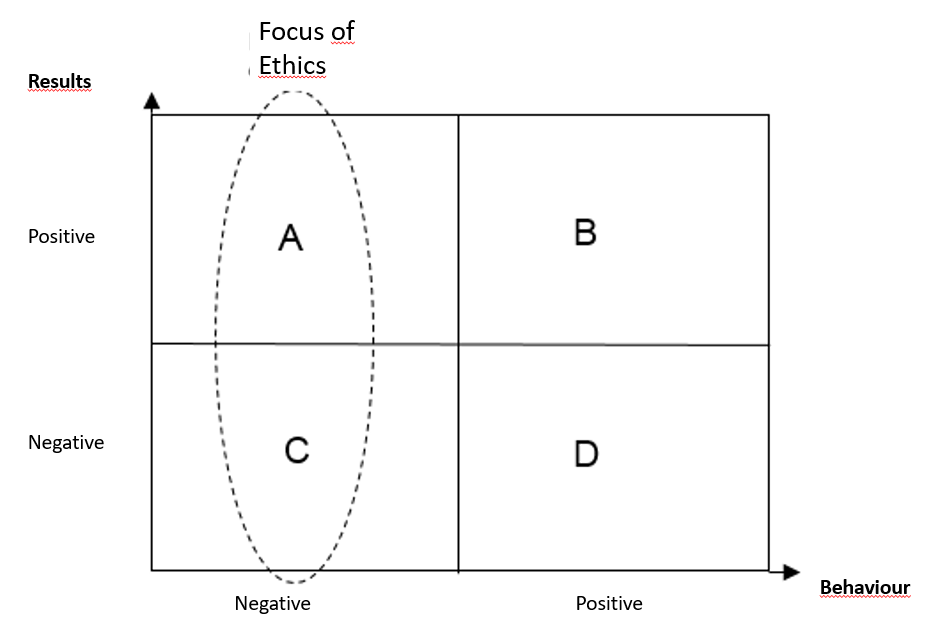 Focus of
Ethics
Results
A
B
Positive
C
D
Negative
Behaviour
Negative
Positive